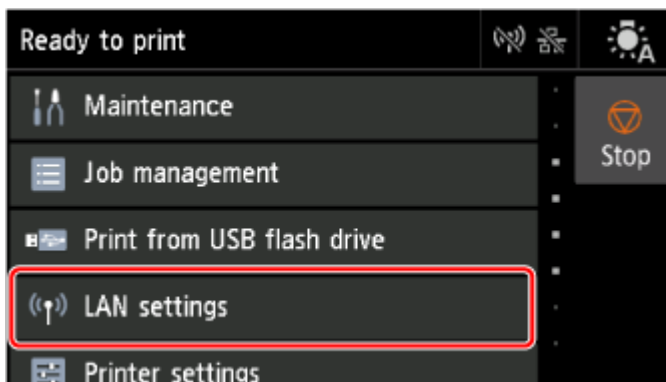 Ready to print
A
Maintenance
Job management
Stop
Print from USB flash drive
LAN settings
Printer settings